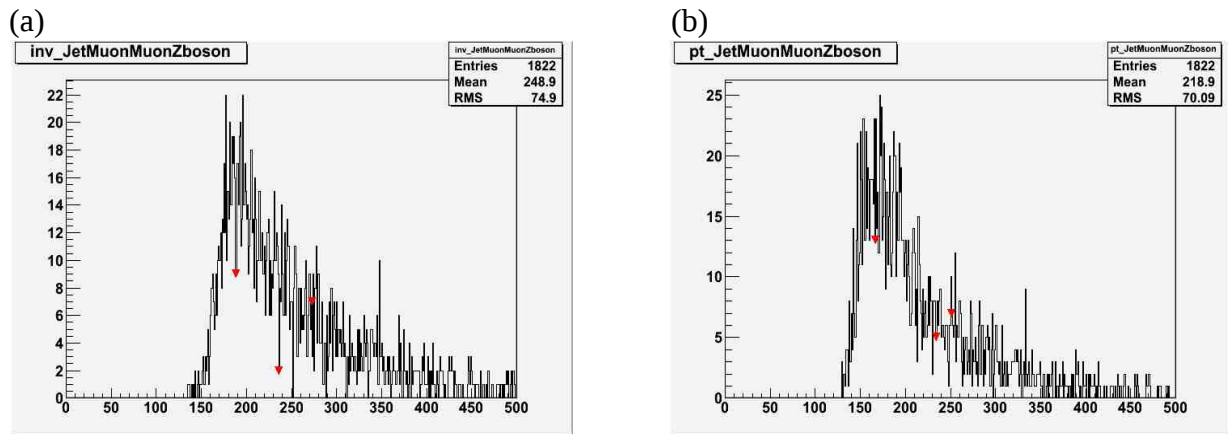 (a)
inv_JetMuonMuonZboson
inv_JetMuonMuonZboson
Entries 1822
Mean 248.9
RMS 74.9
22
20
18
16
14
12
10
8
6
4
2
0
0 50 100 150 200 250 300 350 400 450 500
(b)
pt_JetMuonMuonZboson
pt_JetMuonMuonZboson
Entries 1822
Mean 218.9
RMS 70.09
25
20
15
10
5
0
0 50 100 150 200 250 300 350 400 450 500